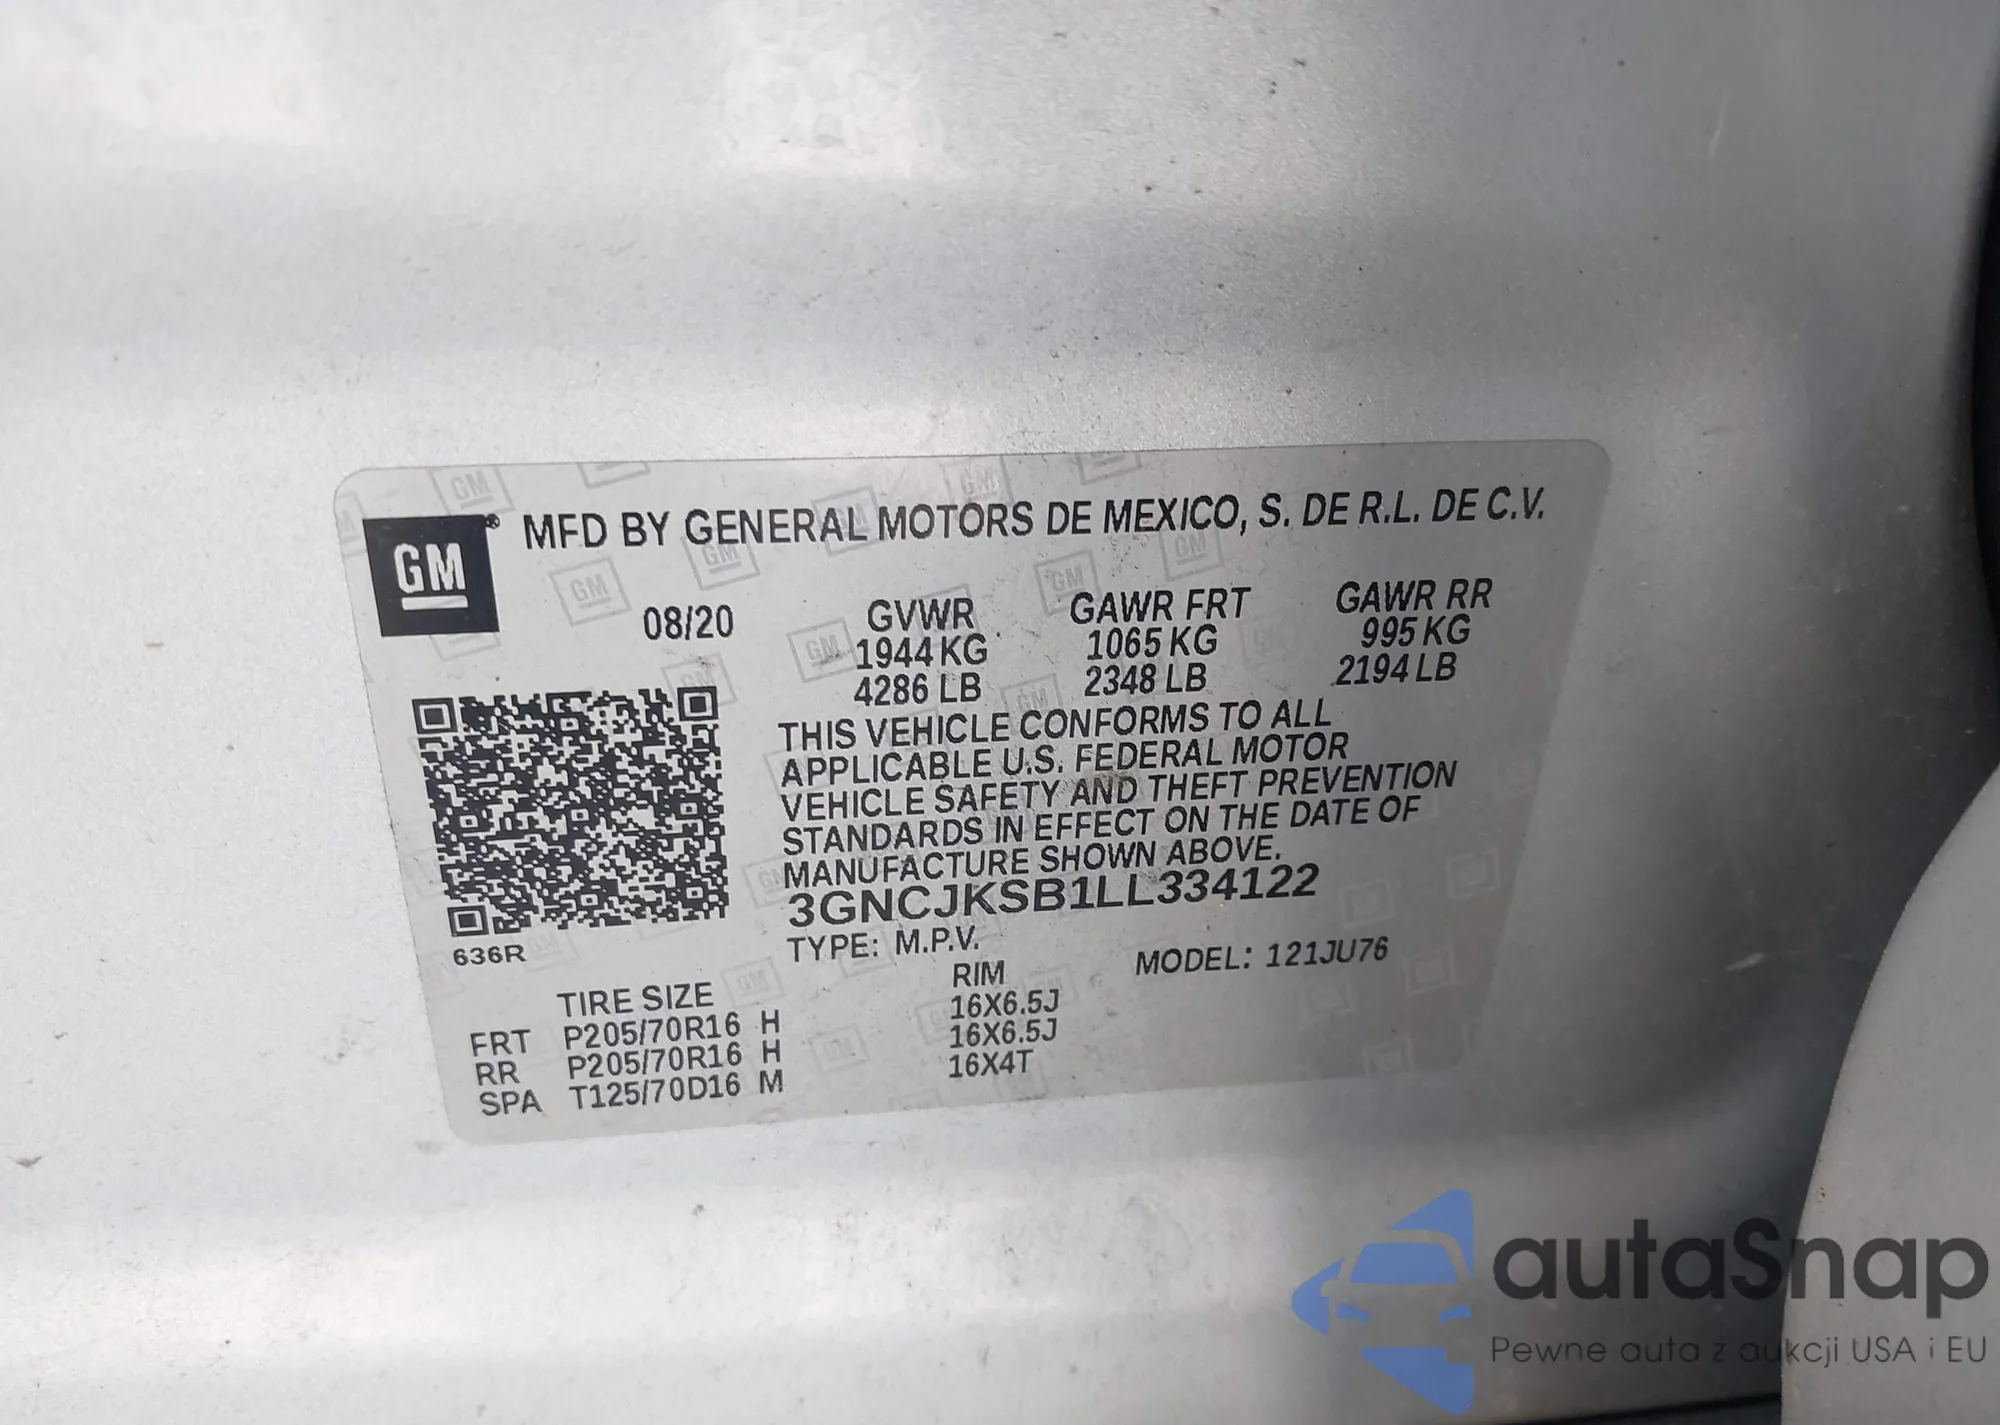 GM® MFD BY GENERAL MOTORS DE MEXICO, S. DE R.L. DE C.V.
08/20 GVWR GAWR FRT GAWR RR
1944 KG 1065 KG 995 KG
4286 LB 2348 LB 2194 LB
THIS VEHICLE CONFORMS TO ALL
APPLICABLE U.S. FEDERAL MOTOR
VEHICLE SAFETY AND THEFT PREVENTION
STANDARDS IN EFFECT ON THE DATE OF
MANUFACTURE SHOWN ABOVE.
3GNCJKSB1LL334122
636R
TYPE: M.P.V. MODEL: 121JU76
TIRE SIZE RIM
FRT P205/70R16 H 16X6.5J
RR P205/70R16 H 16X6.5J
SPA T125/70D16 M 16X4T
autaSnap
Pewne auta z aukcji USA i EU